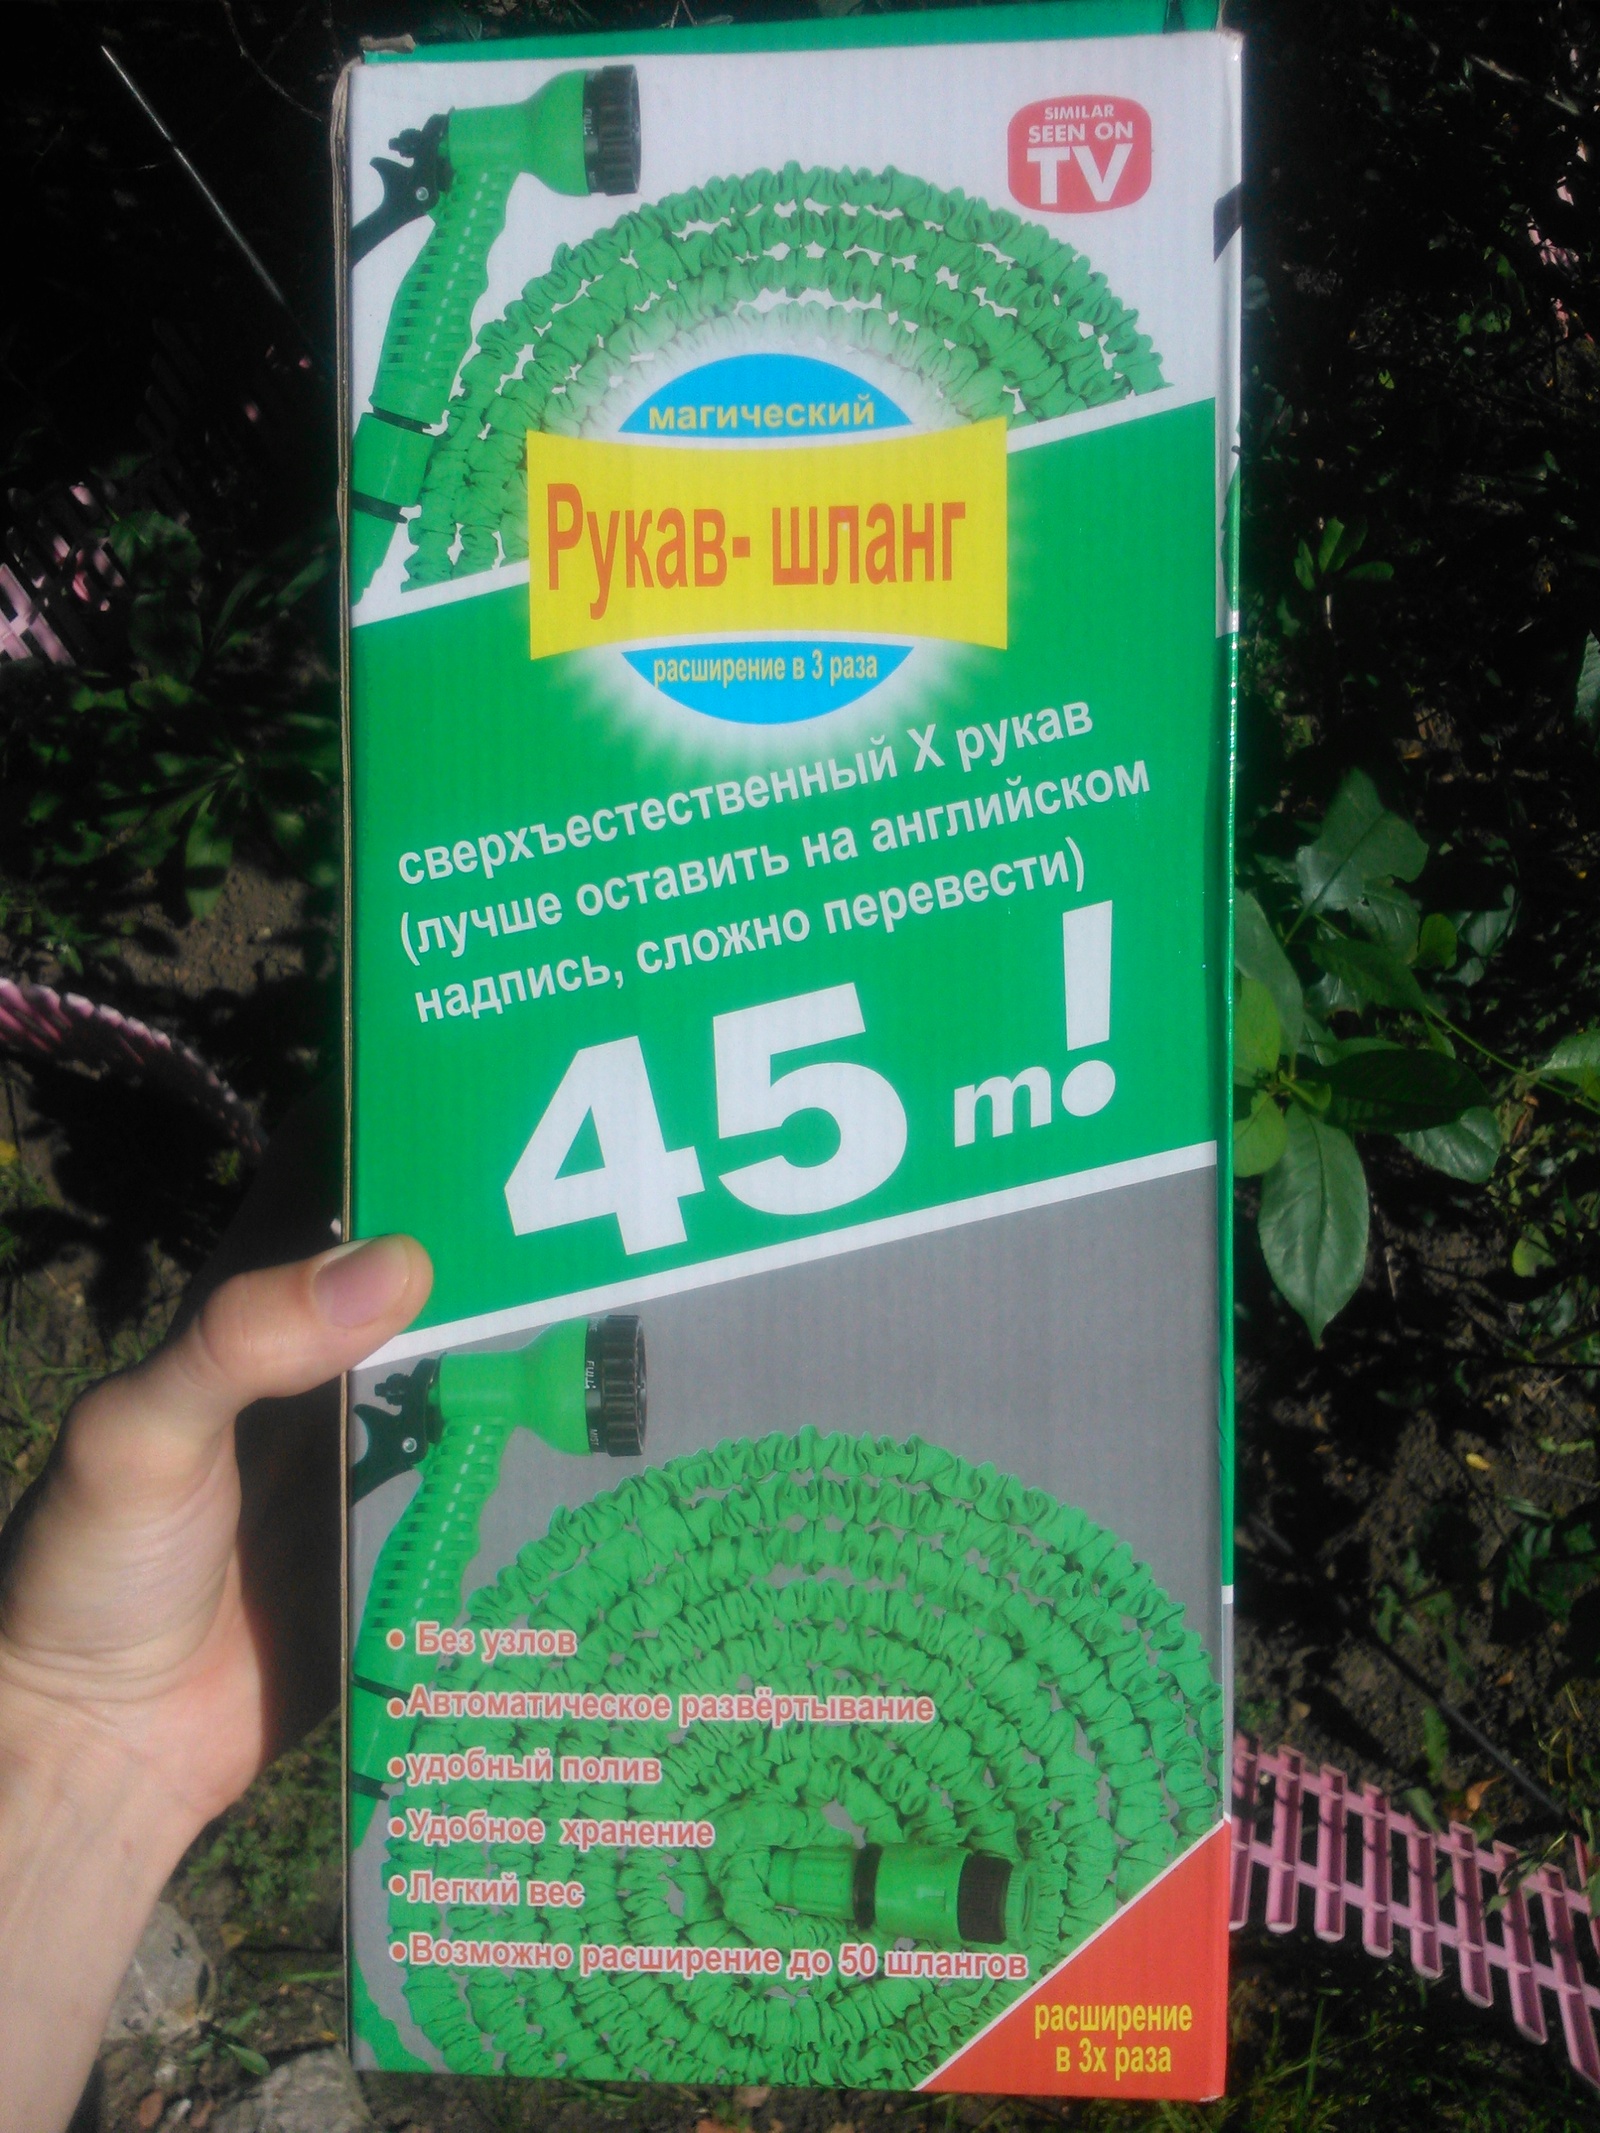 SIMILAR
SEEN ON
TV
магический
Рукав- шланг
расширение в 3 раза
сверхъестественный Х рукав
(лучше оставить на английском
надпись, сложно перевести)
45 m!
FULL
MIST
• Без узлов
•Автоматическое развёртывание
•удобный полив
•Удобное хранение
•Легкий вес
•Возможно расширение до 50 шлангов
расширение
в 3х раза